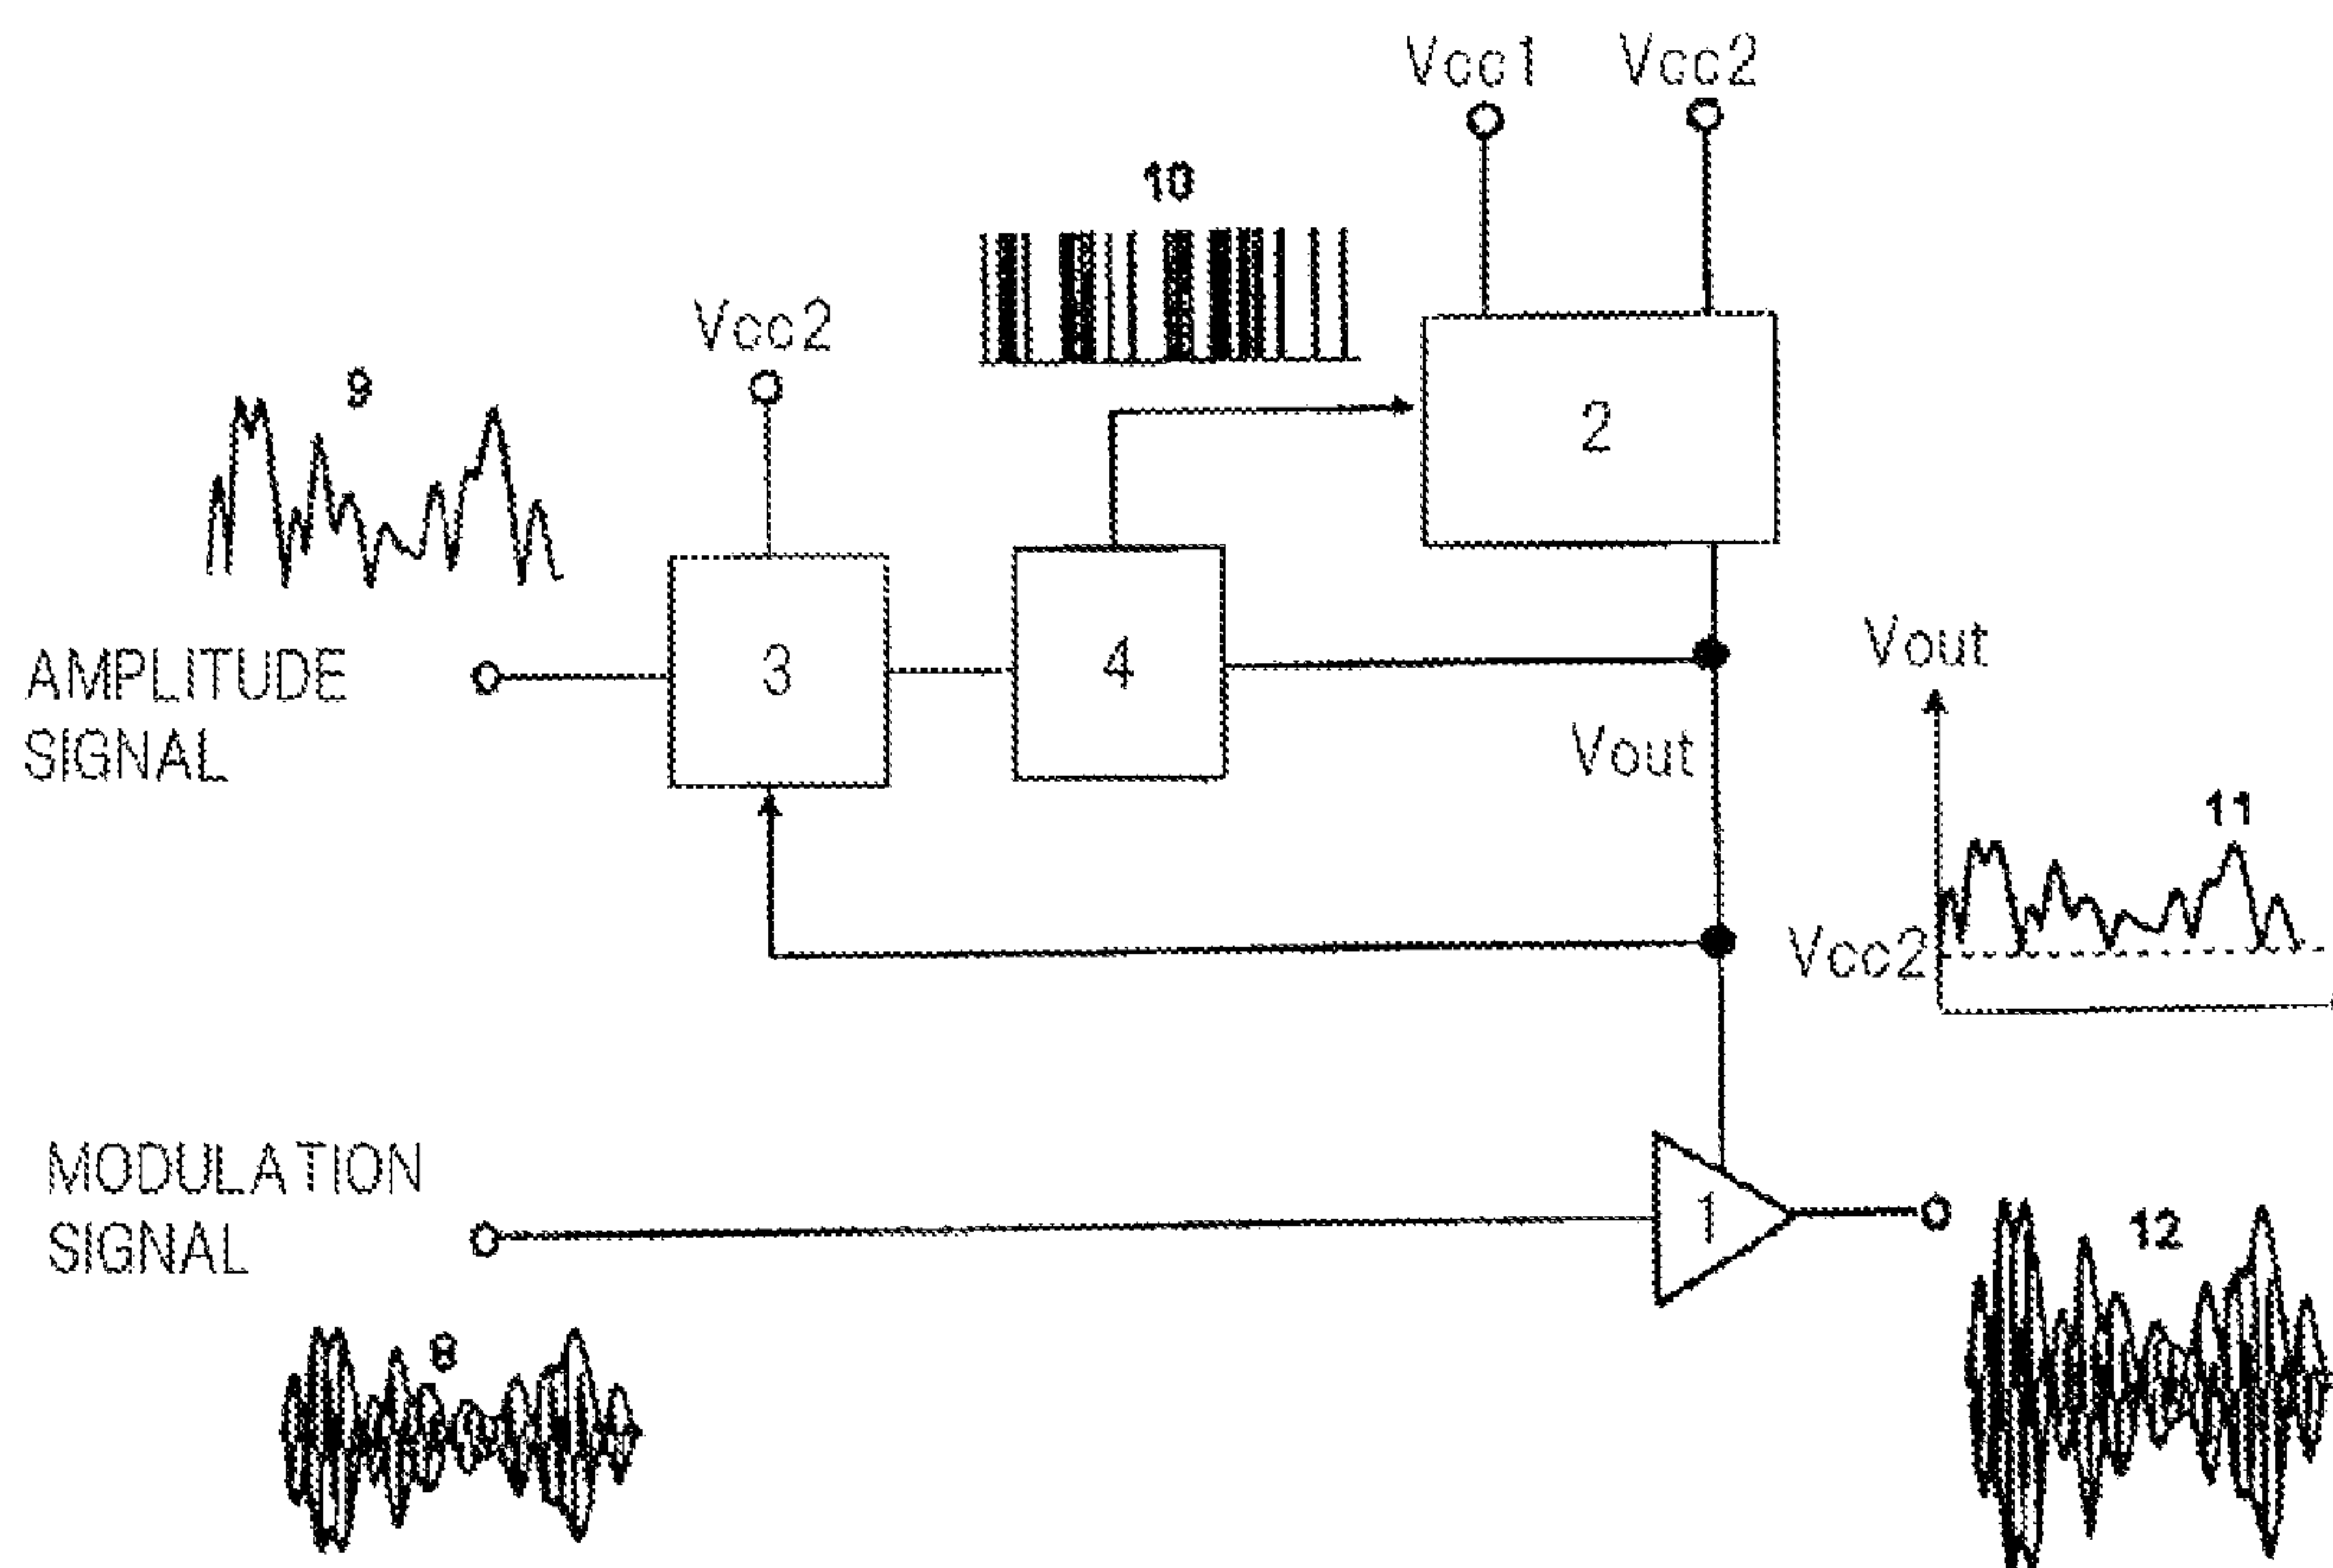 Vcc1 Vcc2
10
Vcc2
9
2
AMPLITUDE
SIGNAL
3
4
Vout
Vout
11
Vcc2
MODULATION
SIGNAL
1
12
8